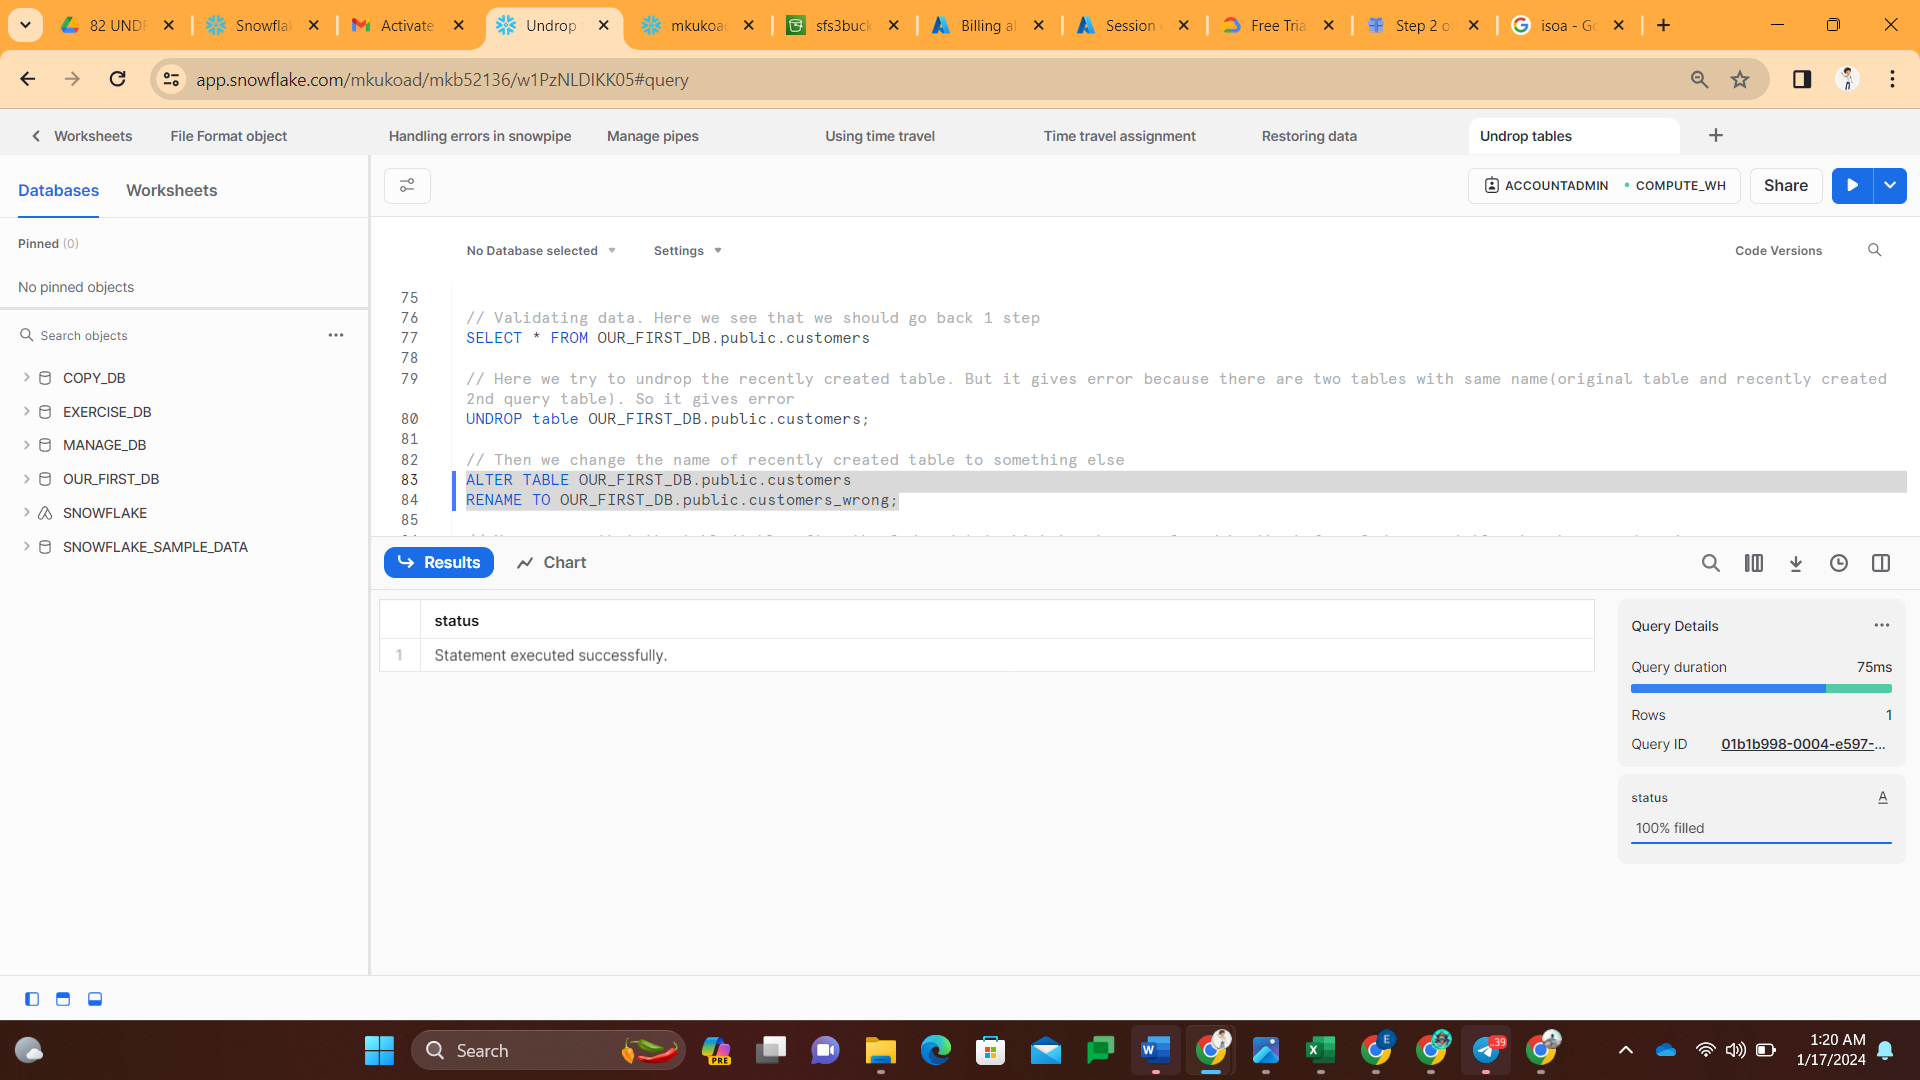 82 UNDR
Snowflak
Activate
Undrop
mkukoad
sfs3buck
Billing al
Session
Free Tria
Step 2 o
isoa - Go
app.snowflake.com/mkukoad/mkb52136/w1PzNLDIKK05#query
Worksheets
File Format object
Handling errors in snowpipe
Manage pipes
Using time travel
Time travel assignment
Restoring data
Undrop tables
Databases
Worksheets
ACCOUNTADMIN
COMPUTE_WH
Share
Pinned (0)
No pinned objects
No Database selected
Settings
Code Versions
Search objects
COPY_DB
EXERCISE_DB
MANAGE_DB
OUR_FIRST_DB
SNOWFLAKE
SNOWFLAKE_SAMPLE_DATA
75
76 // Validating data. Here we see that we should go back 1 step
77 SELECT * FROM OUR_FIRST_DB.public.customers
78
79 // Here we try to undrop the recently created table. But it gives error because there are two tables with same name(original table and recently created
2nd query table). So it gives error
80 UNDROP table OUR_FIRST_DB.public.customers;
81
82 // Then we change the name of recently created table to something else
83 ALTER TABLE OUR_FIRST_DB.public.customers
84 RENAME TO OUR_FIRST_DB.public.customers_wrong;
85
Results
Chart
status
1 Statement executed successfully.
Query Details
Query duration 75ms
Rows 1
Query ID 01b1b998-0004-e597-...
status A
100% filled
Search
PRE
W
X
E
39
1:20 AM
1/17/2024